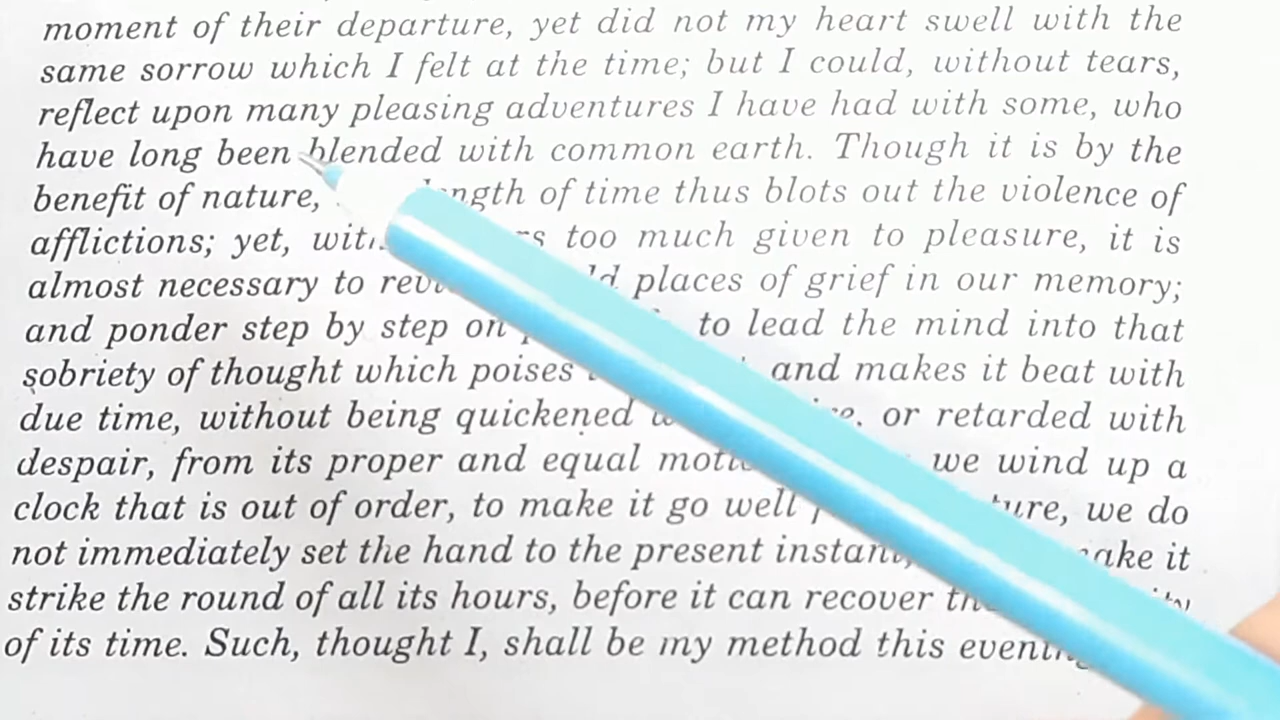 moment of their departure, yet did not my heart swell with the
same sorrow which I felt at the time; but I could, without tears,
reflect upon many pleasing adventures I have had with some, who
have long been blended with common earth. Though it is by the
benefit of nature, length of time thus blots out the violence of
afflictions; yet, with too much given to pleasure, it is
almost necessary to places of grief in our memory;
and ponder step by step on to lead the mind into that
sobriety of thought which poises and makes it beat with
due time, without being quickened or retarded with
despair, from its proper and equal motion we wind up a
clock that is out of order, to make it go well we do
not immediately set the hand to the present instant, make it
strike the round of all its hours, before it can recover
of its time. Such, thought I, shall be my method this evening